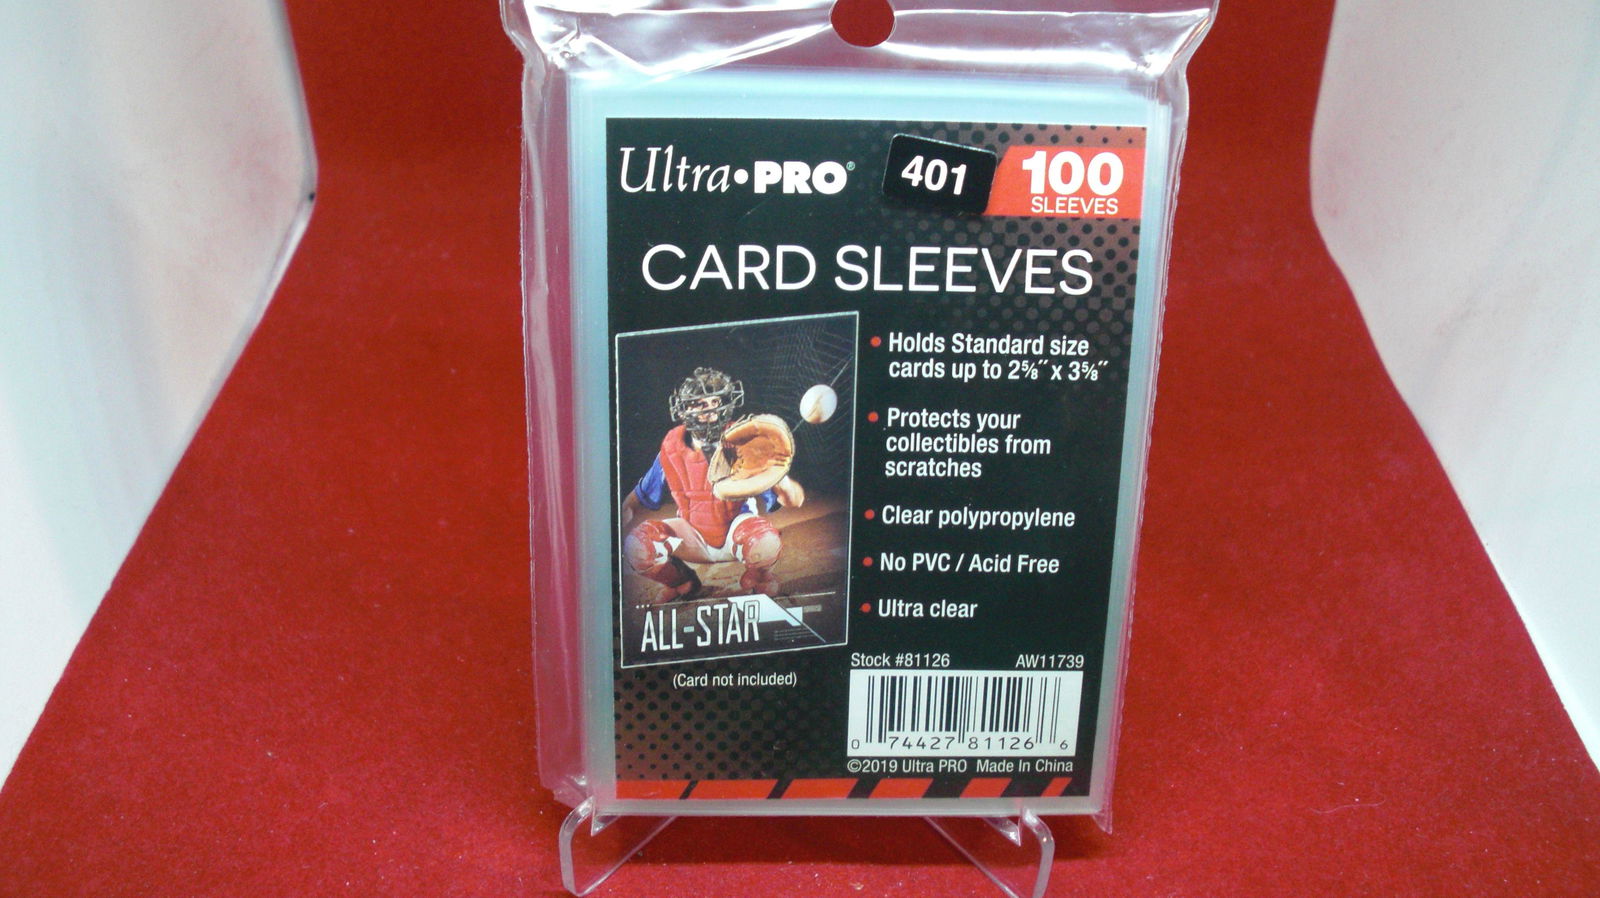 Ultra•PRO®
401
100
SLEEVES
CARD SLEEVES
• Holds Standard size
cards up to 2⅝″ x 3⅝″
• Protects your
collectibles from
scratches
• Clear polypropylene
• No PVC / Acid Free
• Ultra clear
ALL-STAR
(Card not included)
Stock #81126 AW11739
0 74427 81126 6
©2019 Ultra PRO Made In China